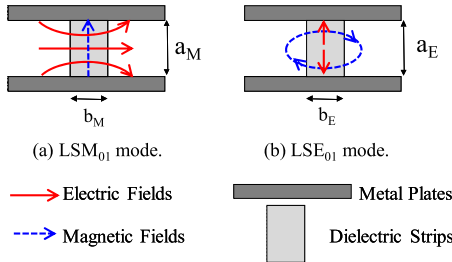 a_M
b_M
(a) LSM₀₁ mode.
a_E
b_E
(b) LSE₀₁ mode.
Electric Fields
Magnetic Fields
Metal Plates
Dielectric Strips